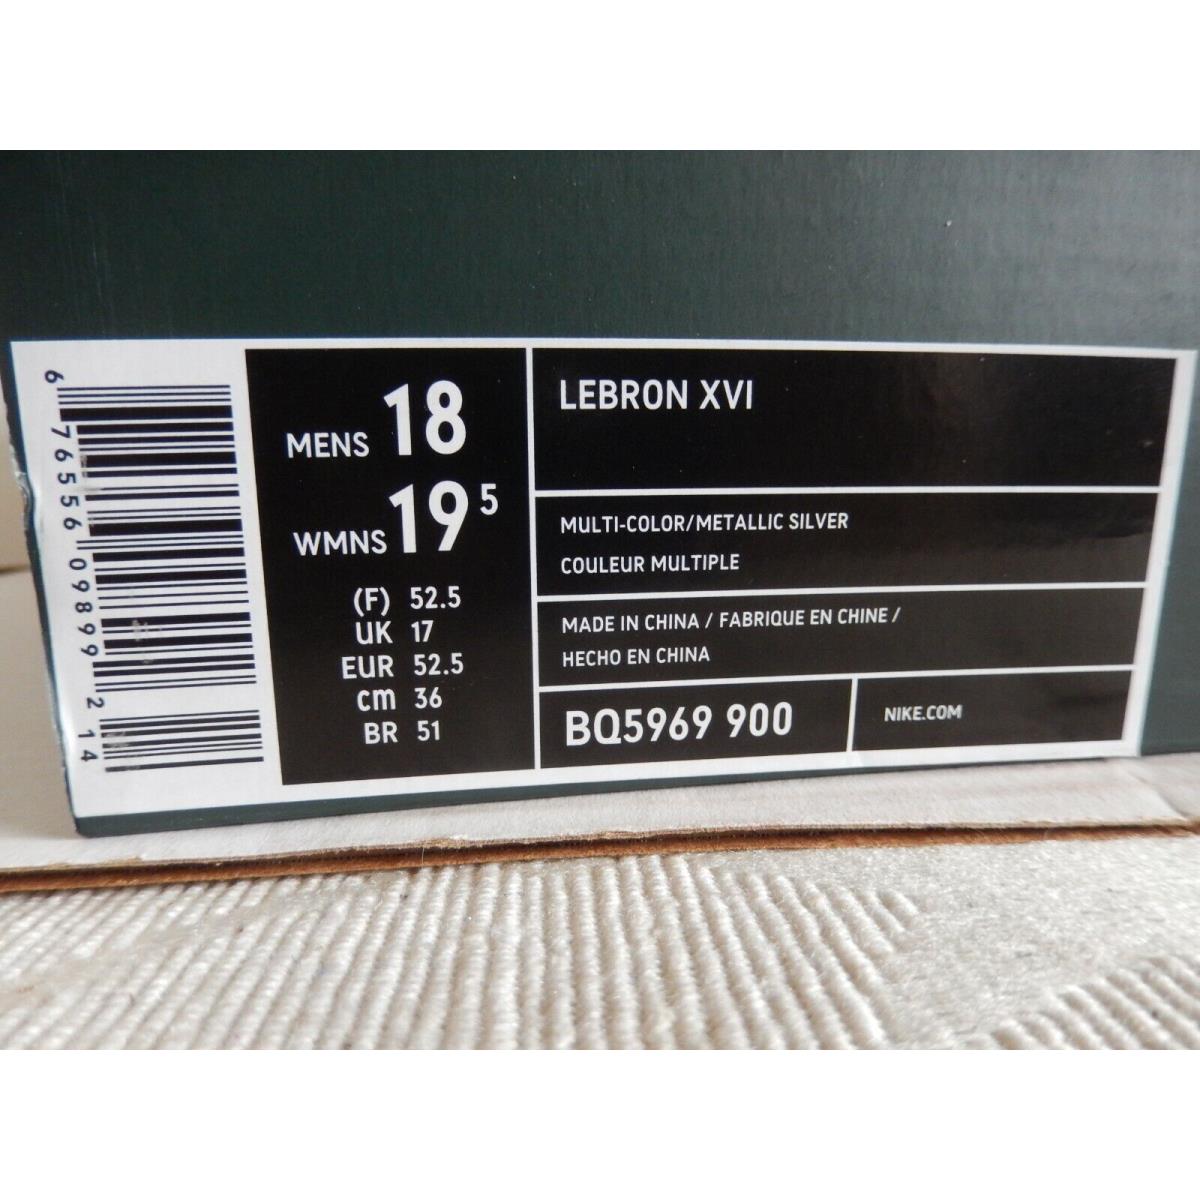 6 76556 09899 2 14
MENS 18
WMNS 19 5
(F) 52.5
UK 17
EUR 52.5
cm 36
BR 51
LEBRON XVI
MULTI-COLOR/METALLIC SILVER
COULEUR MULTIPLE
MADE IN CHINA / FABRIQUE EN CHINE /
HECHO EN CHINA
BQ5969 900
NIKE.COM